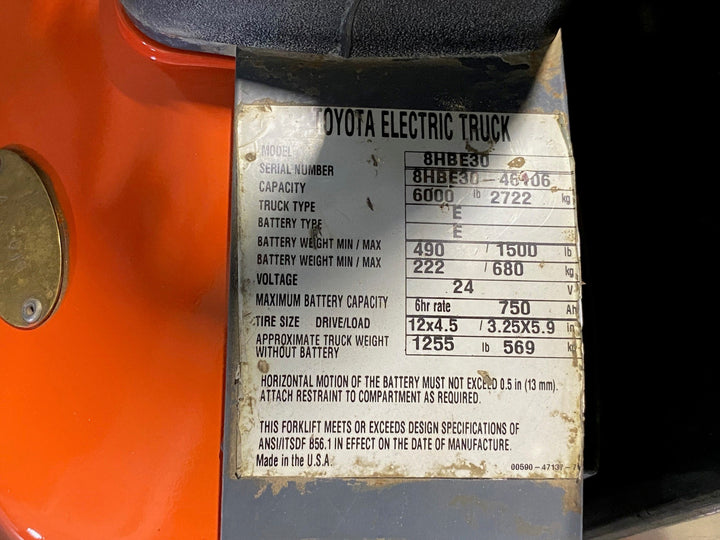 TOYOTA ELECTRIC TRUCK
MODEL 8HBE30
SERIAL NUMBER 8HBE30-46106
CAPACITY 6000 lb 2722 kg
TRUCK TYPE E
BATTERY TYPE E
BATTERY WEIGHT MIN / MAX 490 / 1500 lb
BATTERY WEIGHT MIN / MAX 222 / 680 kg
VOLTAGE 24 V
MAXIMUM BATTERY CAPACITY 6hr rate 750 Ah
TIRE SIZE DRIVE/LOAD 12x4.5 / 3.25X5.9 in
APPROXIMATE TRUCK WEIGHT 1255 lb 569 kg
WITHOUT BATTERY
HORIZONTAL MOTION OF THE BATTERY MUST NOT EXCEED 0.5 in (13 mm).
ATTACH RESTRAINT TO COMPARTMENT AS REQUIRED.
THIS FORKLIFT MEETS OR EXCEEDS DESIGN SPECIFICATIONS OF
ANSI/ITSDF B56.1 IN EFFECT ON THE DATE OF MANUFACTURE.
Made in the U.S.A.